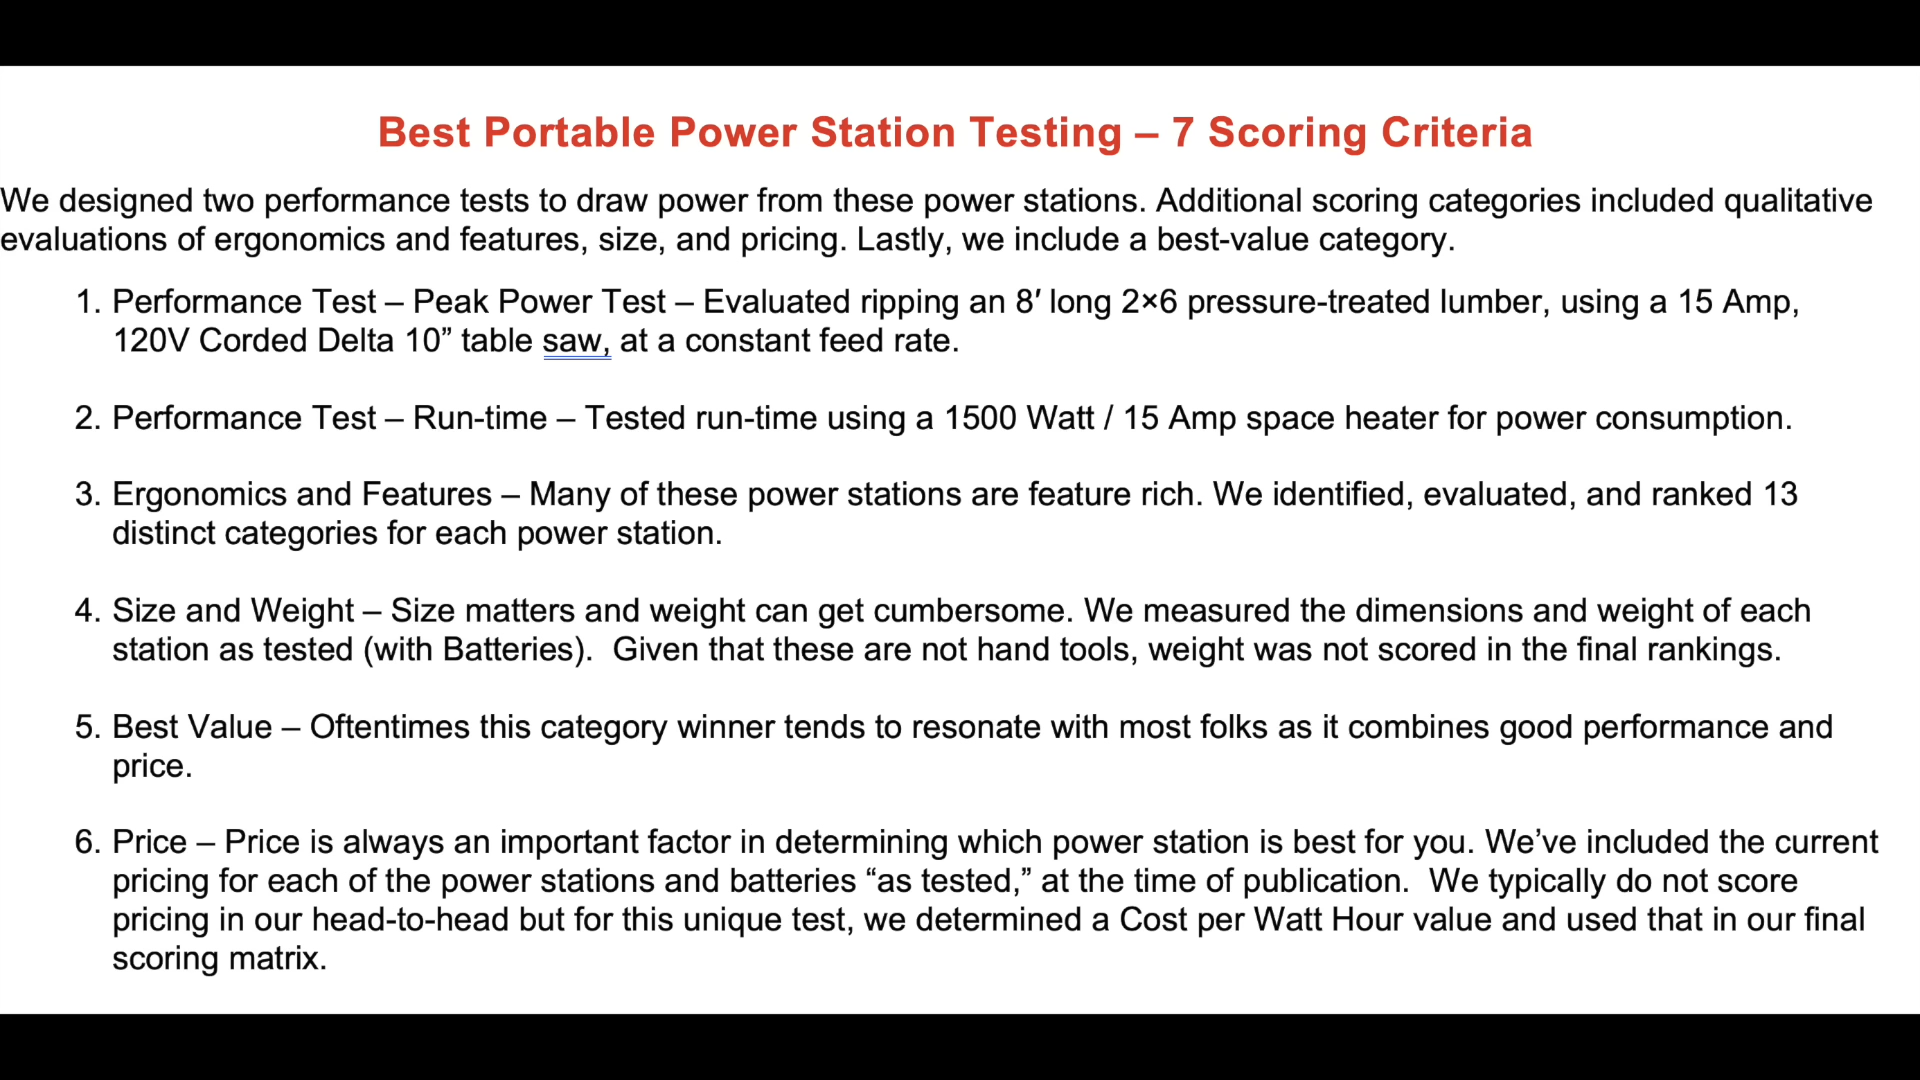 Best Portable Power Station Testing – 7 Scoring Criteria
We designed two performance tests to draw power from these power stations. Additional scoring categories included qualitative
evaluations of ergonomics and features, size, and pricing. Lastly, we include a best-value category.
1. Performance Test – Peak Power Test – Evaluated ripping an 8′ long 2×6 pressure-treated lumber, using a 15 Amp,
120V Corded Delta 10” table saw, at a constant feed rate.
2. Performance Test – Run-time – Tested run-time using a 1500 Watt / 15 Amp space heater for power consumption.
3. Ergonomics and Features – Many of these power stations are feature rich. We identified, evaluated, and ranked 13
distinct categories for each power station.
4. Size and Weight – Size matters and weight can get cumbersome. We measured the dimensions and weight of each
station as tested (with Batteries).  Given that these are not hand tools, weight was not scored in the final rankings.
5. Best Value – Oftentimes this category winner tends to resonate with most folks as it combines good performance and
price.
6. Price – Price is always an important factor in determining which power station is best for you. We’ve included the current
pricing for each of the power stations and batteries “as tested,” at the time of publication.  We typically do not score
pricing in our head-to-head but for this unique test, we determined a Cost per Watt Hour value and used that in our final
scoring matrix.